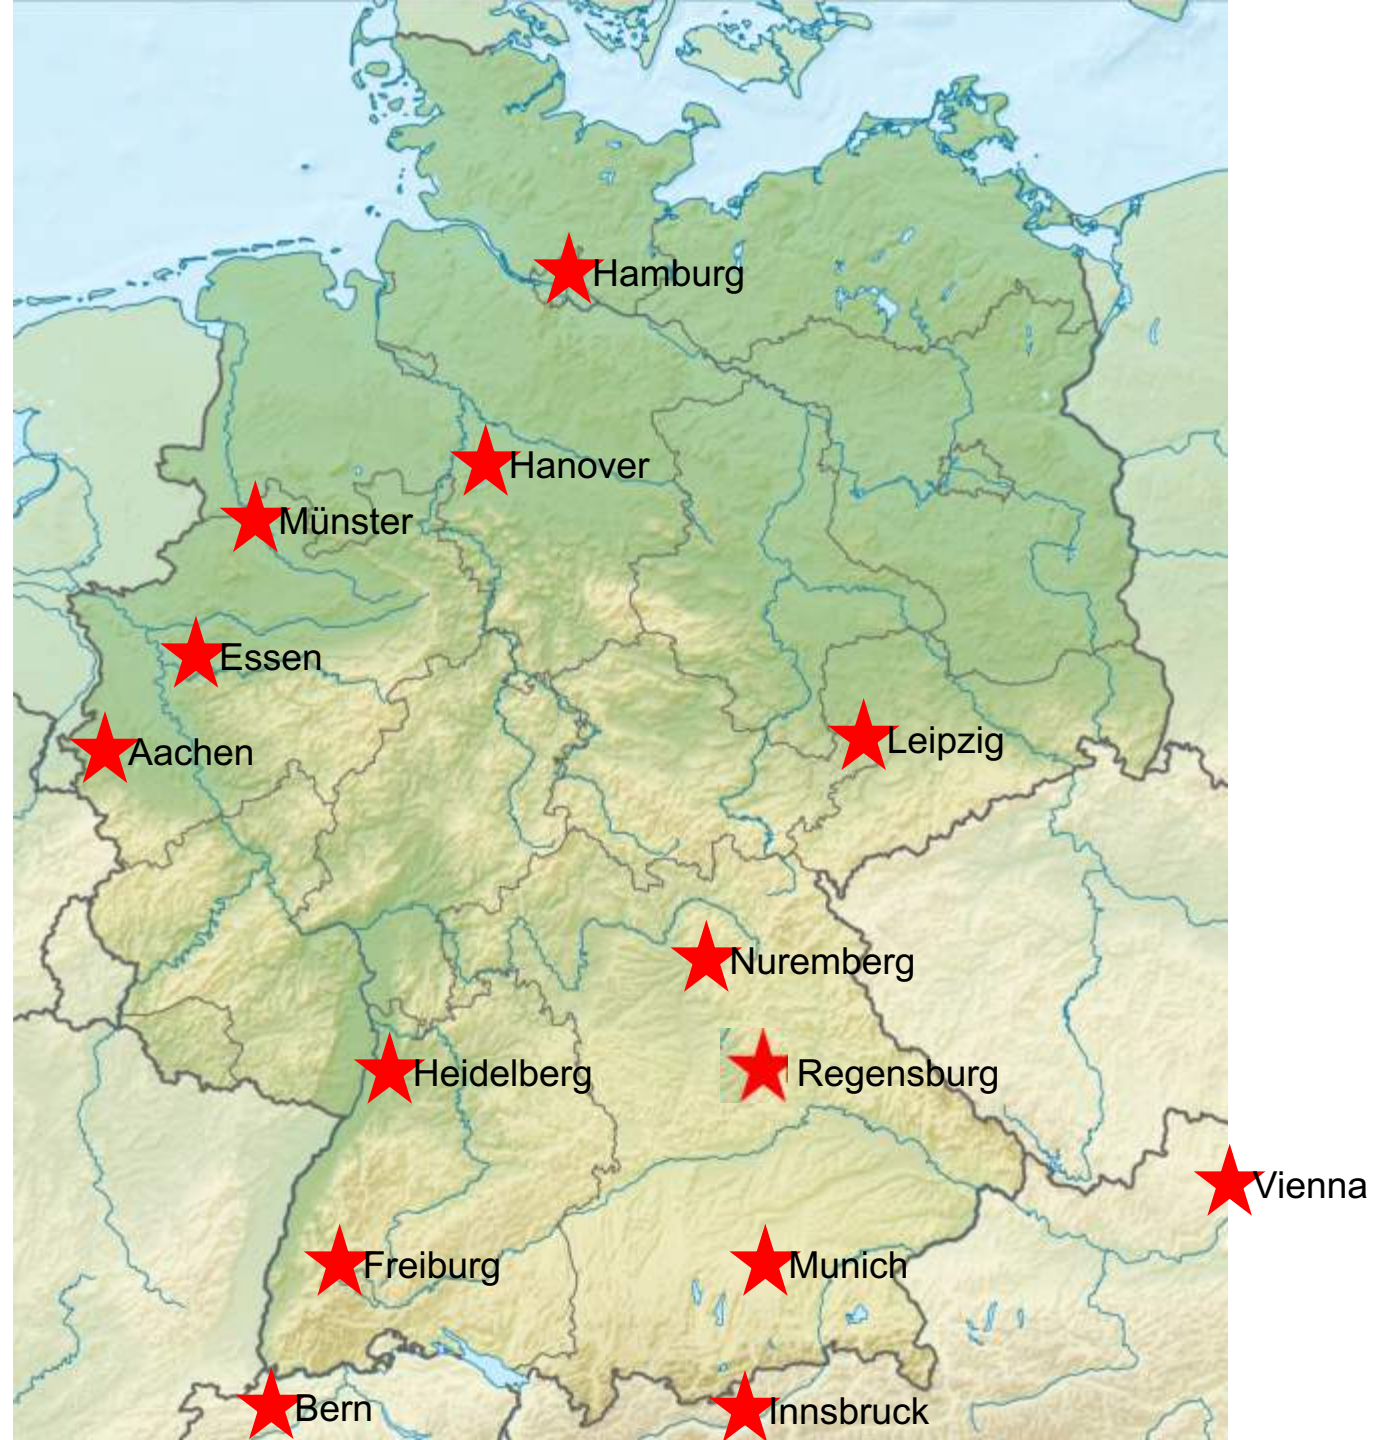 Hamburg
Hanover
Münster
Essen
Leipzig
Aachen
Nuremberg
Heidelberg
Regensburg
Vienna
Freiburg
Munich
Bern
Innsbruck